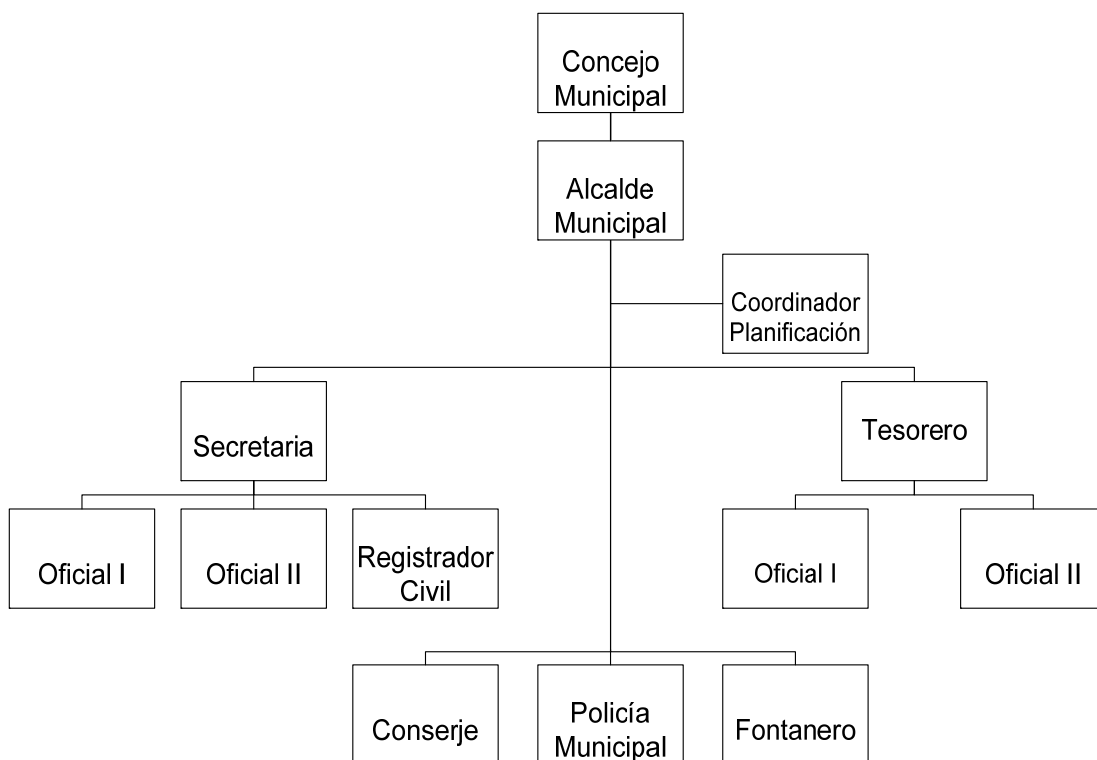 Concejo
Municipal
Alcalde
Municipal
Coordinador
Planificación
Secretaria
Tesorero
Oficial I
Oficial II
Registrador
Civil
Oficial I
Oficial II
Conserje
Policía
Municipal
Fontanero